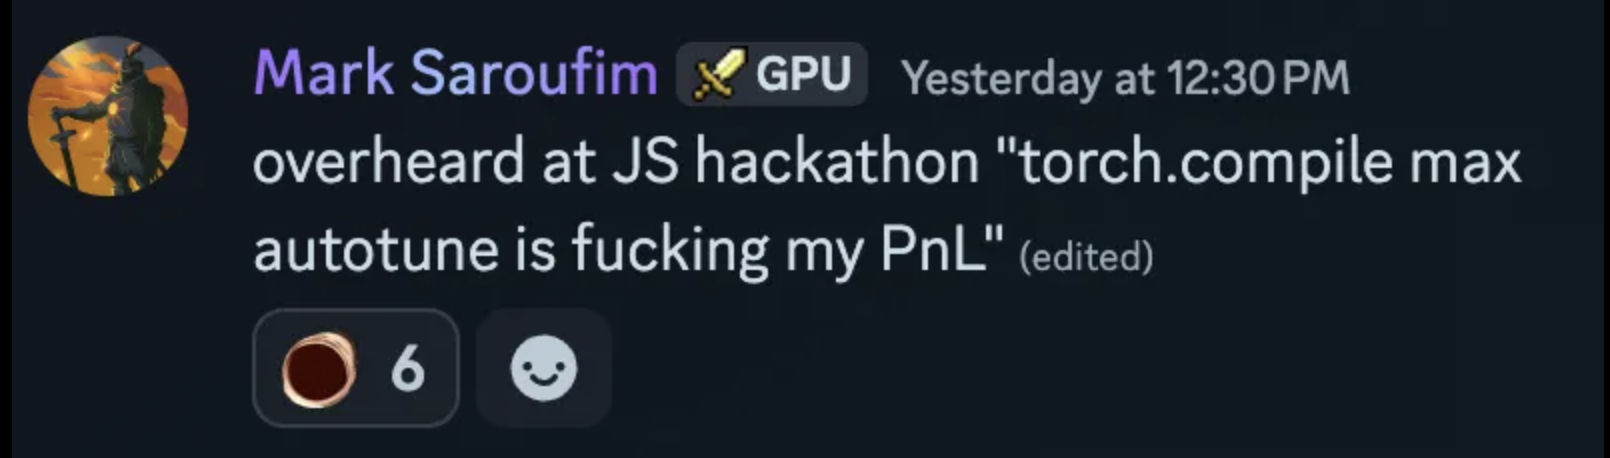 Mark Saroufim GPU Yesterday at 12:30 PM
overheard at JS hackathon "torch.compile max
autotune is fucking my PnL" (edited)
6